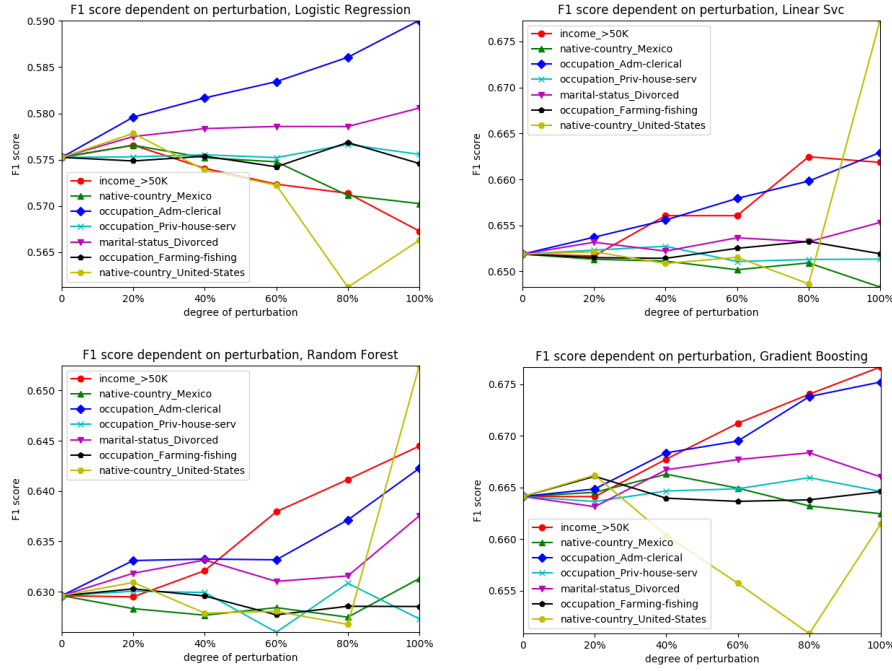 F1 score dependent on perturbation, Logistic Regression
0.590
0.585
0.580
0.575
0.570
0.565
F1 score
income_>50K
native-country_Mexico
occupation_Adm-clerical
occupation_Priv-house-serv
marital-status_Divorced
occupation_Farming-fishing
native-country_United-States
0 20% 40% 60% 80% 100%
degree of perturbation
F1 score dependent on perturbation, Linear Svc
0.675
0.670
0.665
0.660
0.655
0.650
F1 score
income_>50K
native-country_Mexico
occupation_Adm-clerical
occupation_Priv-house-serv
marital-status_Divorced
occupation_Farming-fishing
native-country_United-States
0 20% 40% 60% 80% 100%
degree of perturbation
F1 score dependent on perturbation, Random Forest
0.650
0.645
0.640
0.635
0.630
F1 score
income_>50K
native-country_Mexico
occupation_Adm-clerical
occupation_Priv-house-serv
marital-status_Divorced
occupation_Farming-fishing
native-country_United-States
0 20% 40% 60% 80% 100%
degree of perturbation
F1 score dependent on perturbation, Gradient Boosting
0.675
0.670
0.665
0.660
0.655
F1 score
income_>50K
native-country_Mexico
occupation_Adm-clerical
occupation_Priv-house-serv
marital-status_Divorced
occupation_Farming-fishing
native-country_United-States
0 20% 40% 60% 80% 100%
degree of perturbation